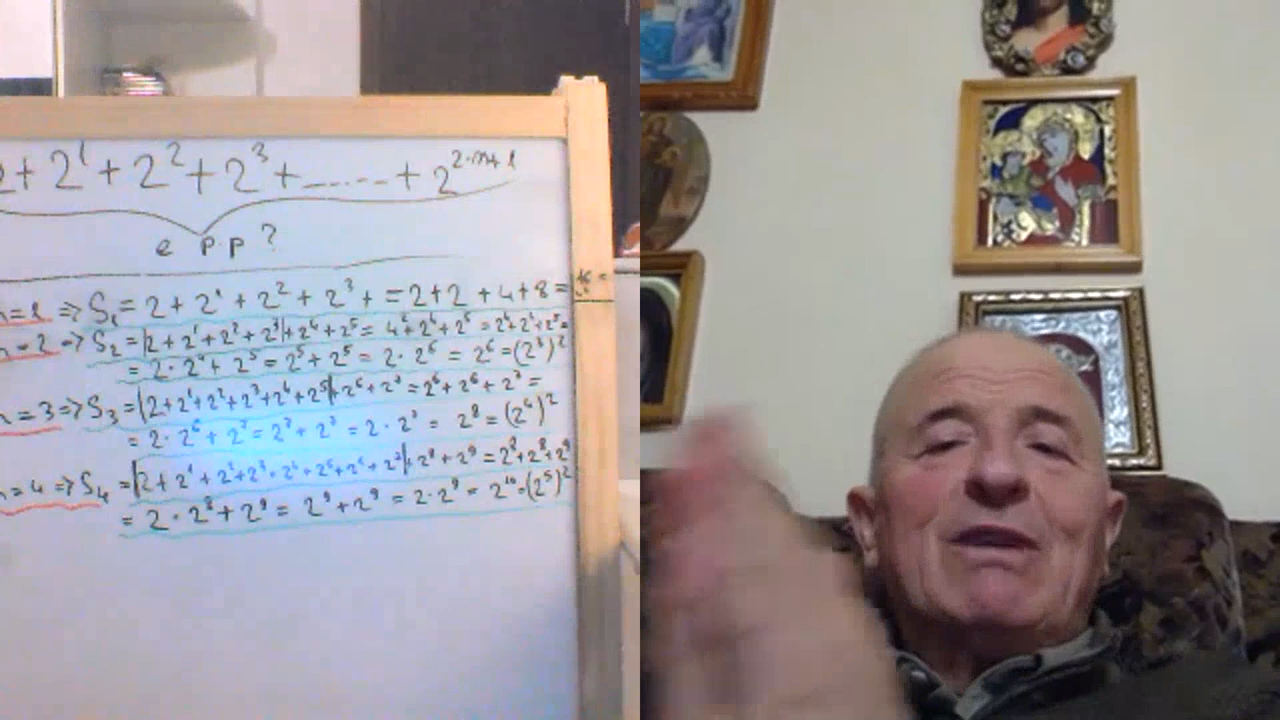 2+2¹+2²+2³+.....+2^{2·n+1}
e p.p ?
n=1 ⇒ S₁=2+2¹+2²+2³+=2+2+4+8=16=
n=2 ⇒ S₂=|2+2¹+2²+2³|+2⁴+2⁵=4²+2⁴+2⁵=2⁴+2⁴+2⁵=
=2·2⁴+2⁵=2⁵+2⁵=2·2⁶=2⁶=(2³)²
n=3 ⇒ S₃=|2+2¹+2²+2³+2⁴+2⁵|+2⁶+2⁷=2⁶+2⁶+2⁷=
=2·2⁶+2⁷=2⁷+2⁷=2·2⁷=2⁸=(2⁴)²
n=4 ⇒ S₄=|2+2¹+2²+2³+2⁴+2⁵+2⁶+2⁷|+2⁸+2⁹=2⁸+2⁸+2⁹
=2·2⁸+2⁹=2⁹+2⁹=2·2⁹=2¹⁰=(2⁵)²